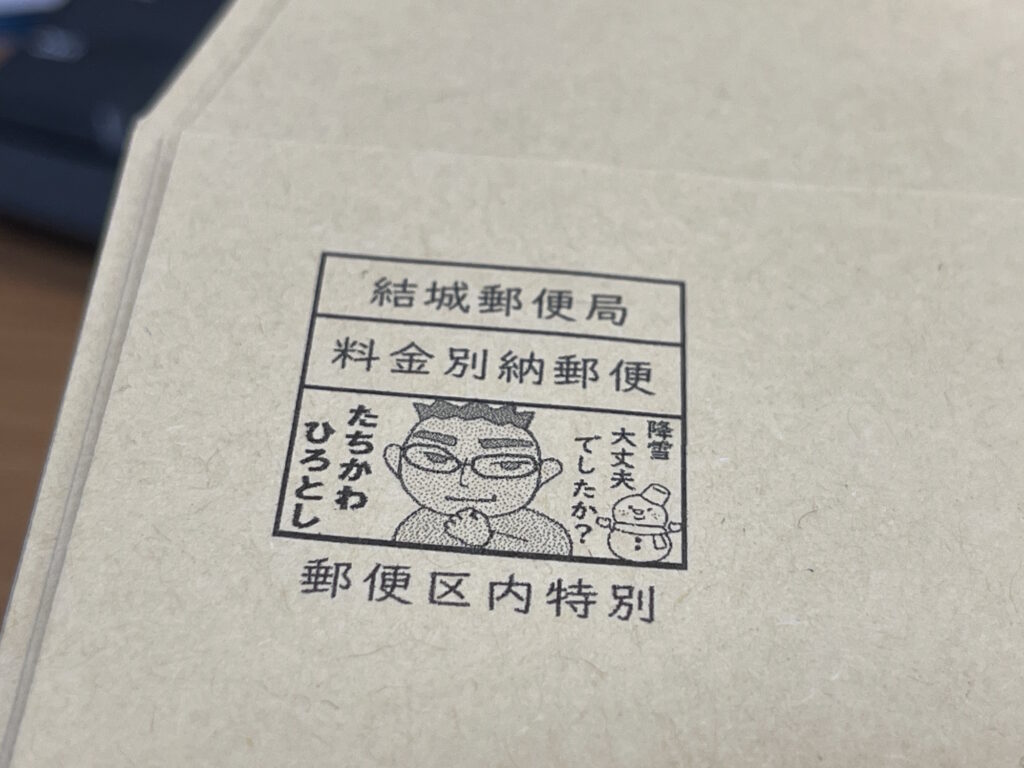 結城郵便局
料金別納郵便
降雪
大丈夫
でしたか?
たちかわ
ひろとし
郵便区内特別